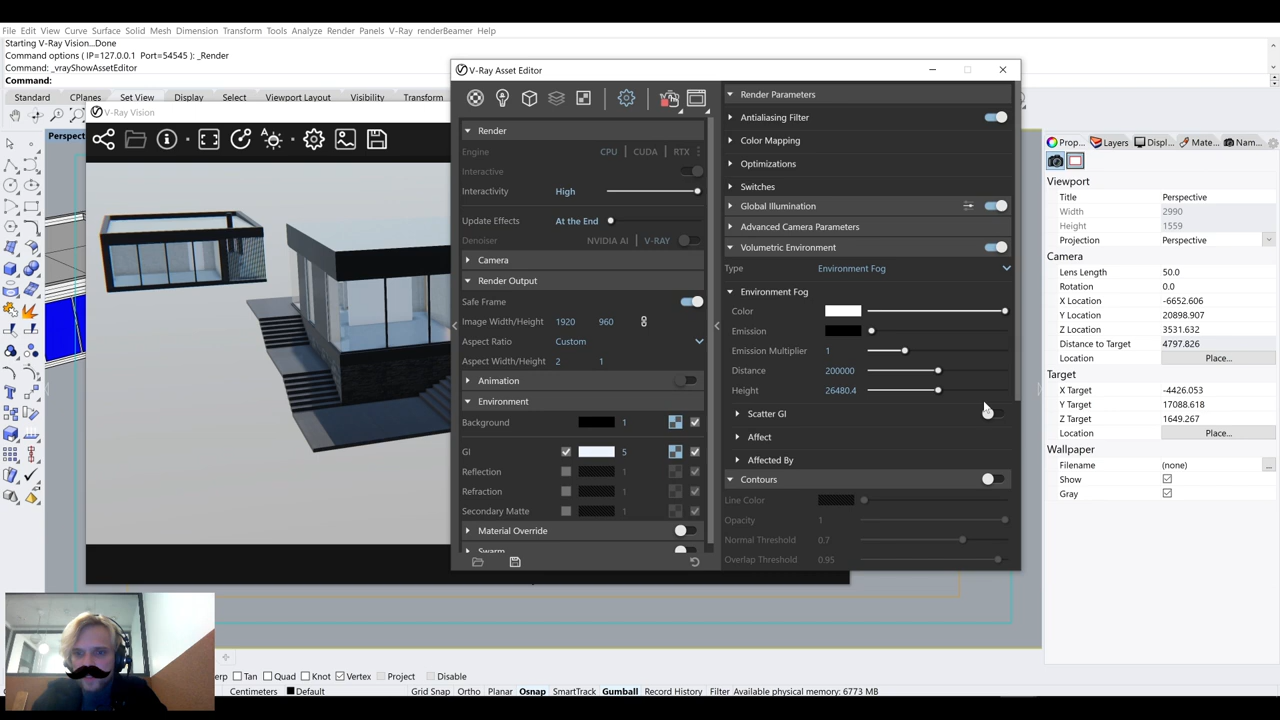 File Edit View Curve Surface Solid Mesh Dimension Transform Tools Analyze Render Panels V-Ray renderBeamer Help
Starting V-Ray Vision...Done
Command options ( IP=127.0.0.1 Port=54545 ): _Render
Command: _vrayShowAssetEditor
Command:
Standard CPlanes Set View Display Select Viewport Layout Visibility Transform
V-Ray Vision
Perspect
V-Ray Asset Editor
Render
Engine CPU CUDA RTX
Interactive
Interactivity High
Update Effects At the End
Denoiser NVIDIA AI V-RAY
Camera
Render Output
Safe Frame
Image Width/Height 1920 960
Aspect Ratio Custom
Aspect Width/Height 2 1
Animation
Environment
Background 1
GI 5
Reflection 1
Refraction 1
Secondary Matte 1
Material Override
Swarm
Render Parameters
Antialiasing Filter
Color Mapping
Optimizations
Switches
Global Illumination
Advanced Camera Parameters
Volumetric Environment
Type Environment Fog
Environment Fog
Color
Emission
Emission Multiplier 1
Distance 200000
Height 26480.4
Scatter GI
Affect
Affected By
Contours
Line Color
Opacity 1
Normal Threshold 0.7
Overlap Threshold 0.95
Prop... Layers Displ... Mate... Nam...
Viewport
Title Perspective
Width 2990
Height 1559
Projection Perspective
Camera
Lens Length 50.0
Rotation 0.0
X Location -6652.606
Y Location 20898.907
Z Location 3531.632
Distance to Target 4797.826
Location Place...
Target
X Target -4426.053
Y Target 17088.618
Z Target 1649.267
Location Place...
Wallpaper
Filename (none) ...
Show
Gray
erp Tan Quad Knot Vertex Project Disable
Centimeters Default Grid Snap Ortho Planar Osnap SmartTrack Gumball Record History Filter Available physical memory: 6773 MB